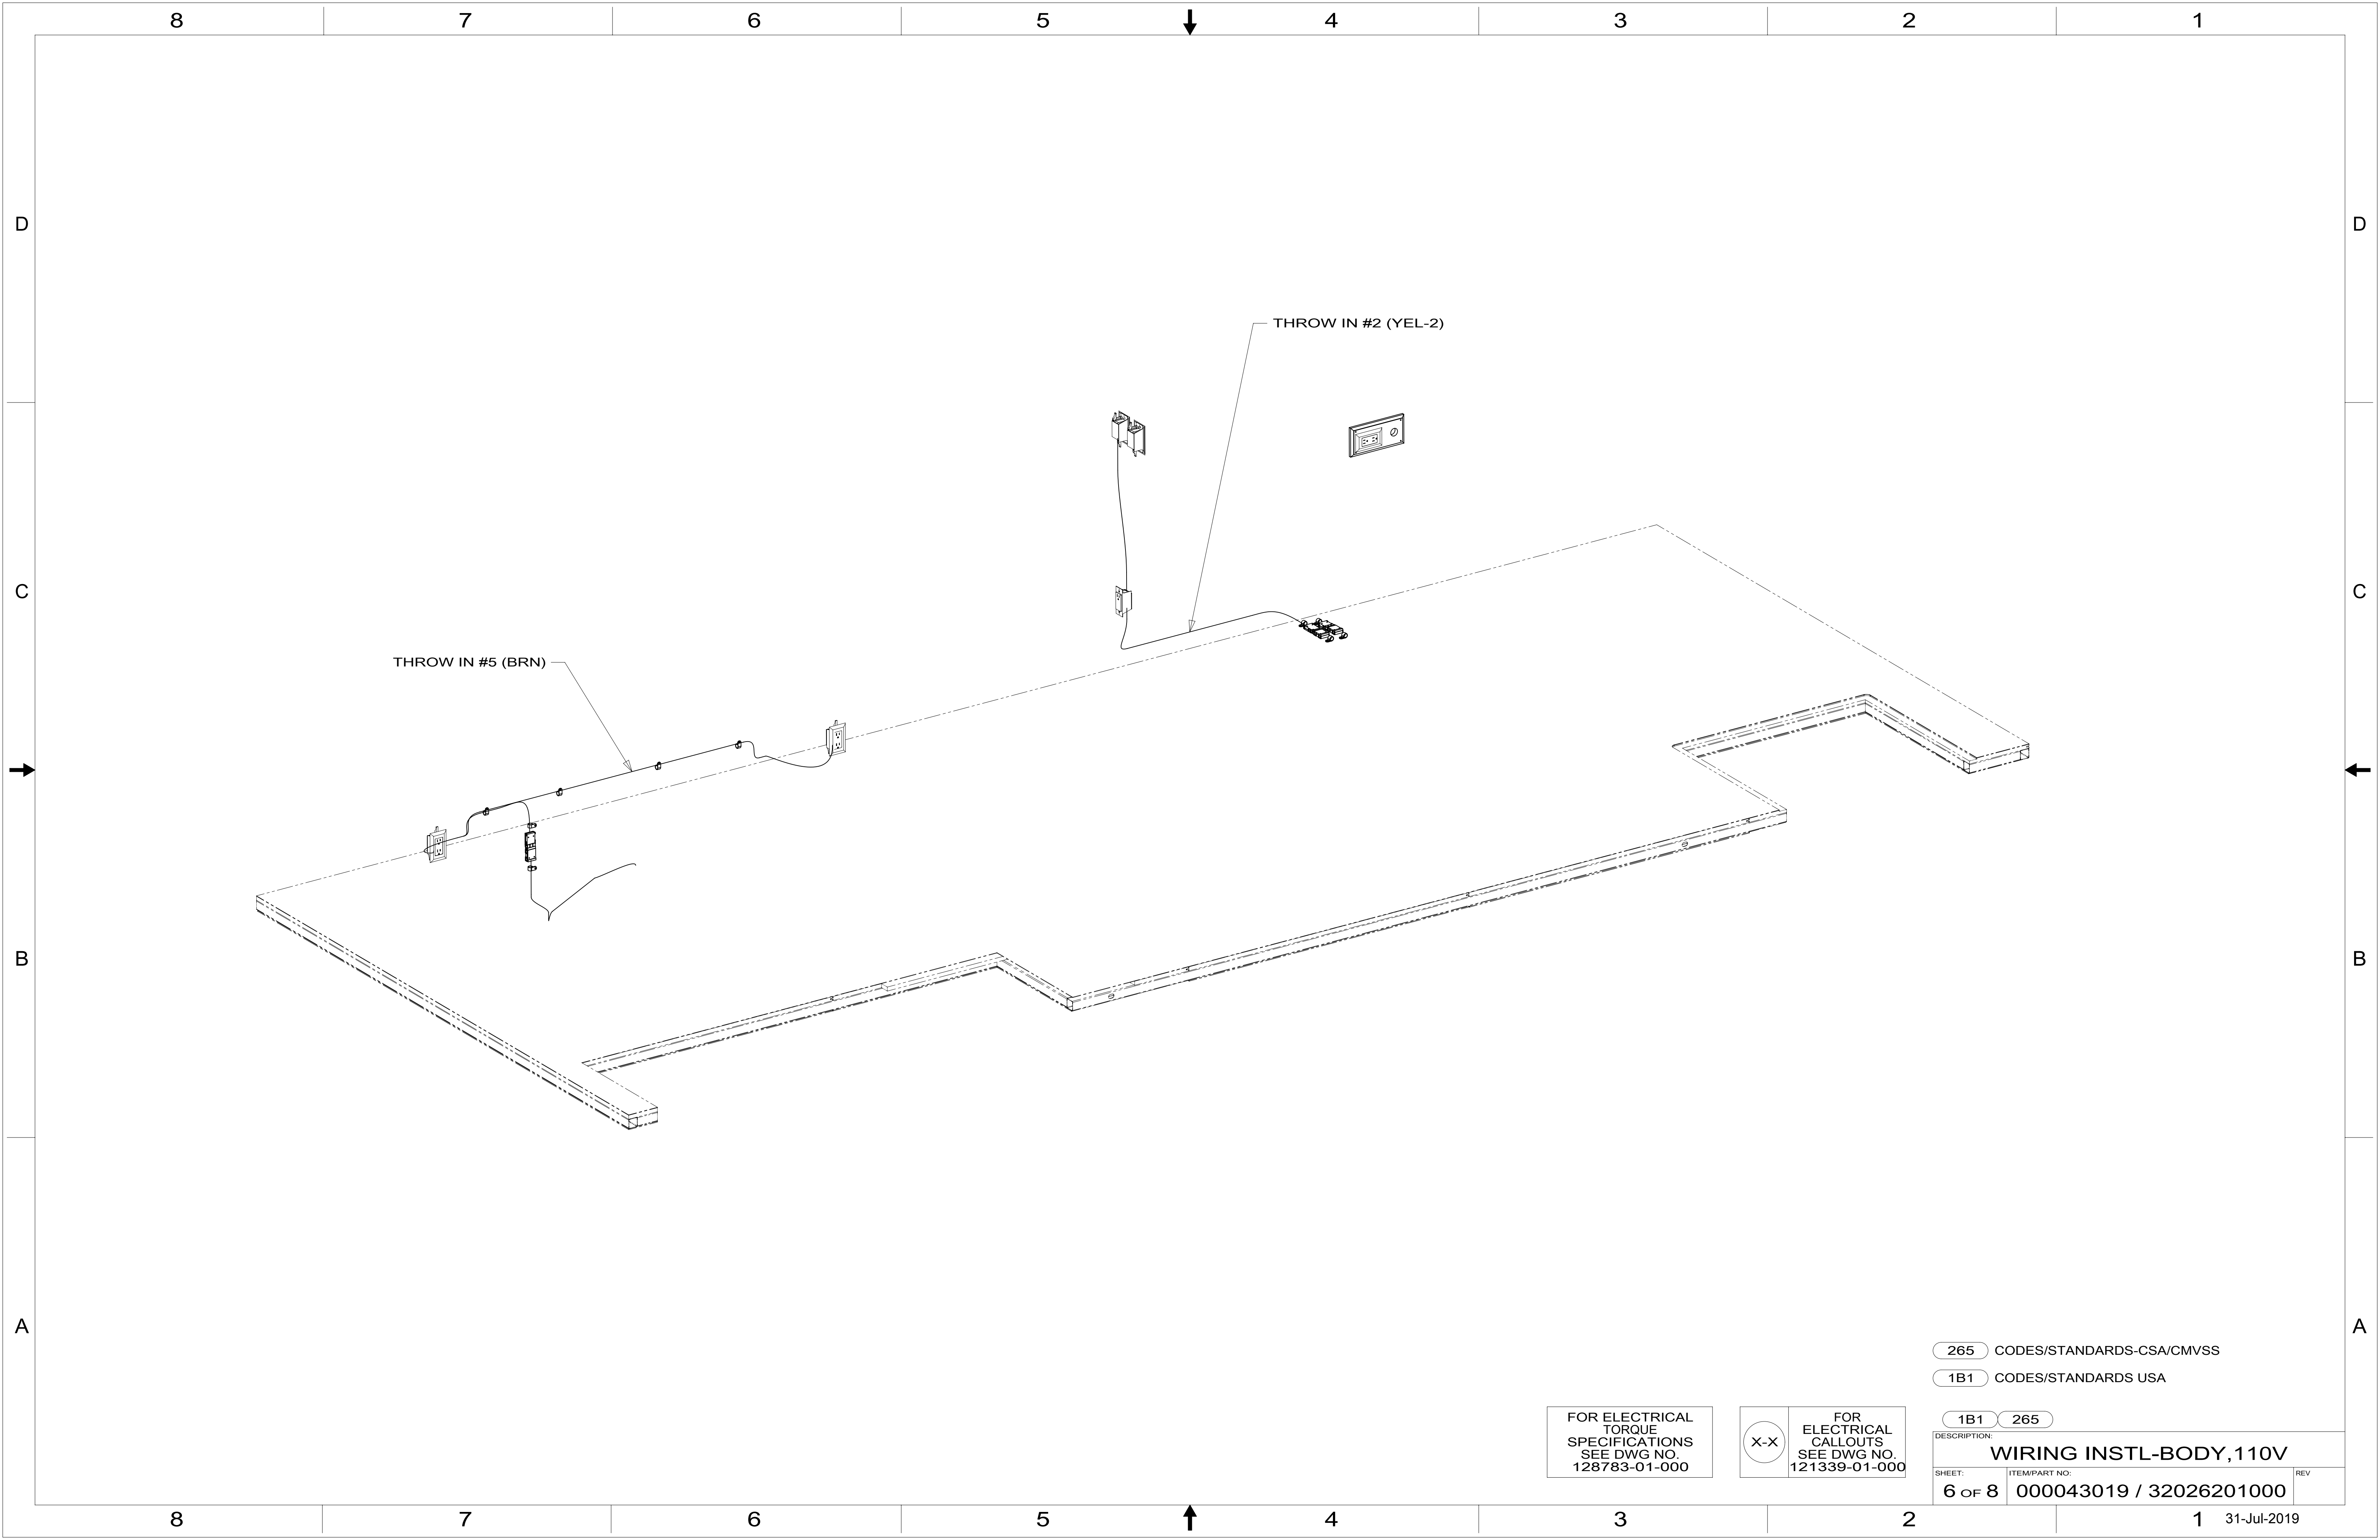 8 7 6 5 4 3 2 1
D D
THROW IN #2 (YEL-2)
C C
THROW IN #5 (BRN)
B B
A A
265 CODES/STANDARDS-CSA/CMVSS
1B1 CODES/STANDARDS USA
FOR ELECTRICAL
TORQUE
SPECIFICATIONS
SEE DWG NO.
128783-01-000
X-X
FOR
ELECTRICAL
CALLOUTS
SEE DWG NO.
121339-01-000
1B1 265
DESCRIPTION:
WIRING INSTL-BODY,110V
SHEET:
6 OF 8
ITEM/PART NO:
000043019 / 32026201000
REV
8 7 6 5 4 3 2 1
31-Jul-2019